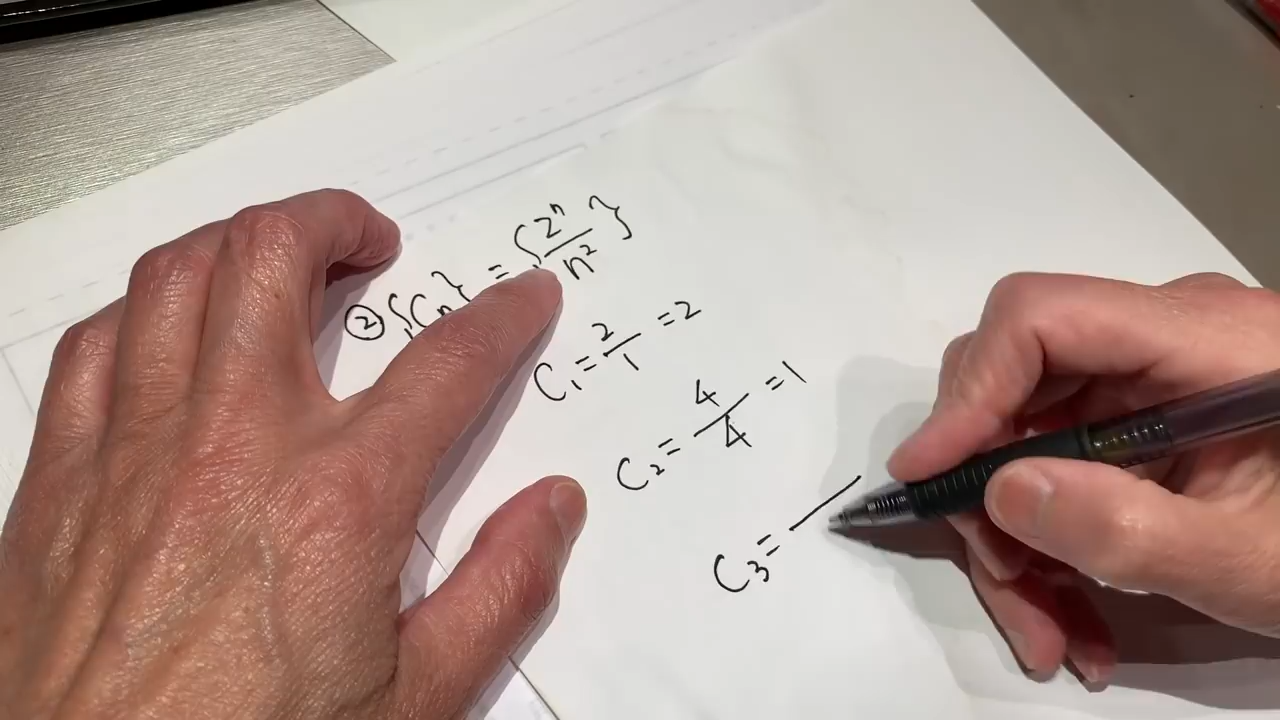 ② {Cn} = {2ⁿ/n²}
C₁ = 2/1 = 2
C₂ = 4/4 = 1
C₃ =